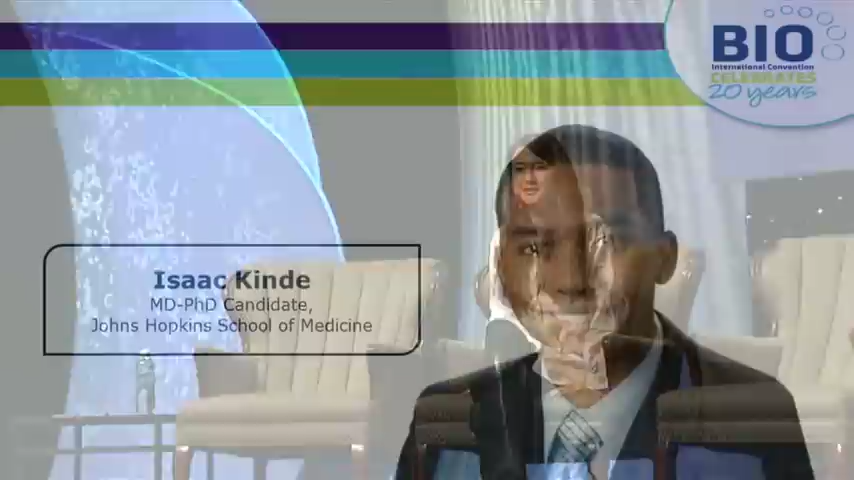 BIO
International Convention
CELEBRATES
20 years
Isaac Kinde
MD-PhD Candidate,
Johns Hopkins School of Medicine